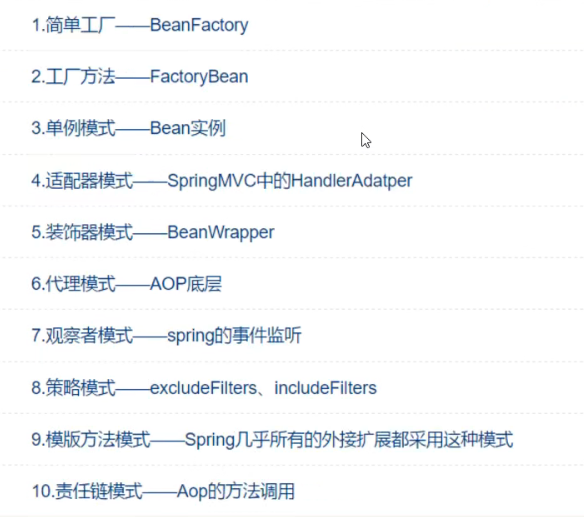 1.简单工厂——BeanFactory
2.工厂方法——FactoryBean
3.单例模式——Bean实例
4.适配器模式——SpringMVC中的HandlerAdatper
5.装饰器模式——BeanWrapper
6.代理模式——AOP底层
7.观察者模式——spring的事件监听
8.策略模式——excludeFilters、includeFilters
9.模版方法模式——Spring几乎所有的外接扩展都采用这种模式
10.责任链模式——Aop的方法调用